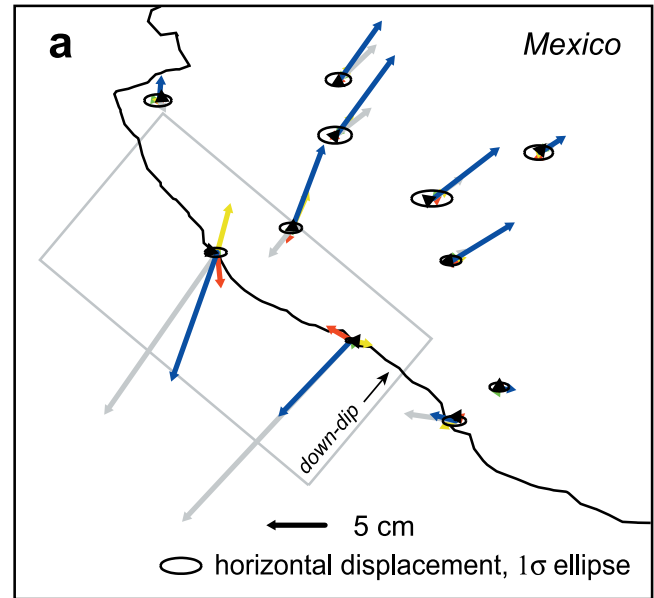 a
Mexico
down-dip
5 cm
horizontal displacement, 1σ ellipse